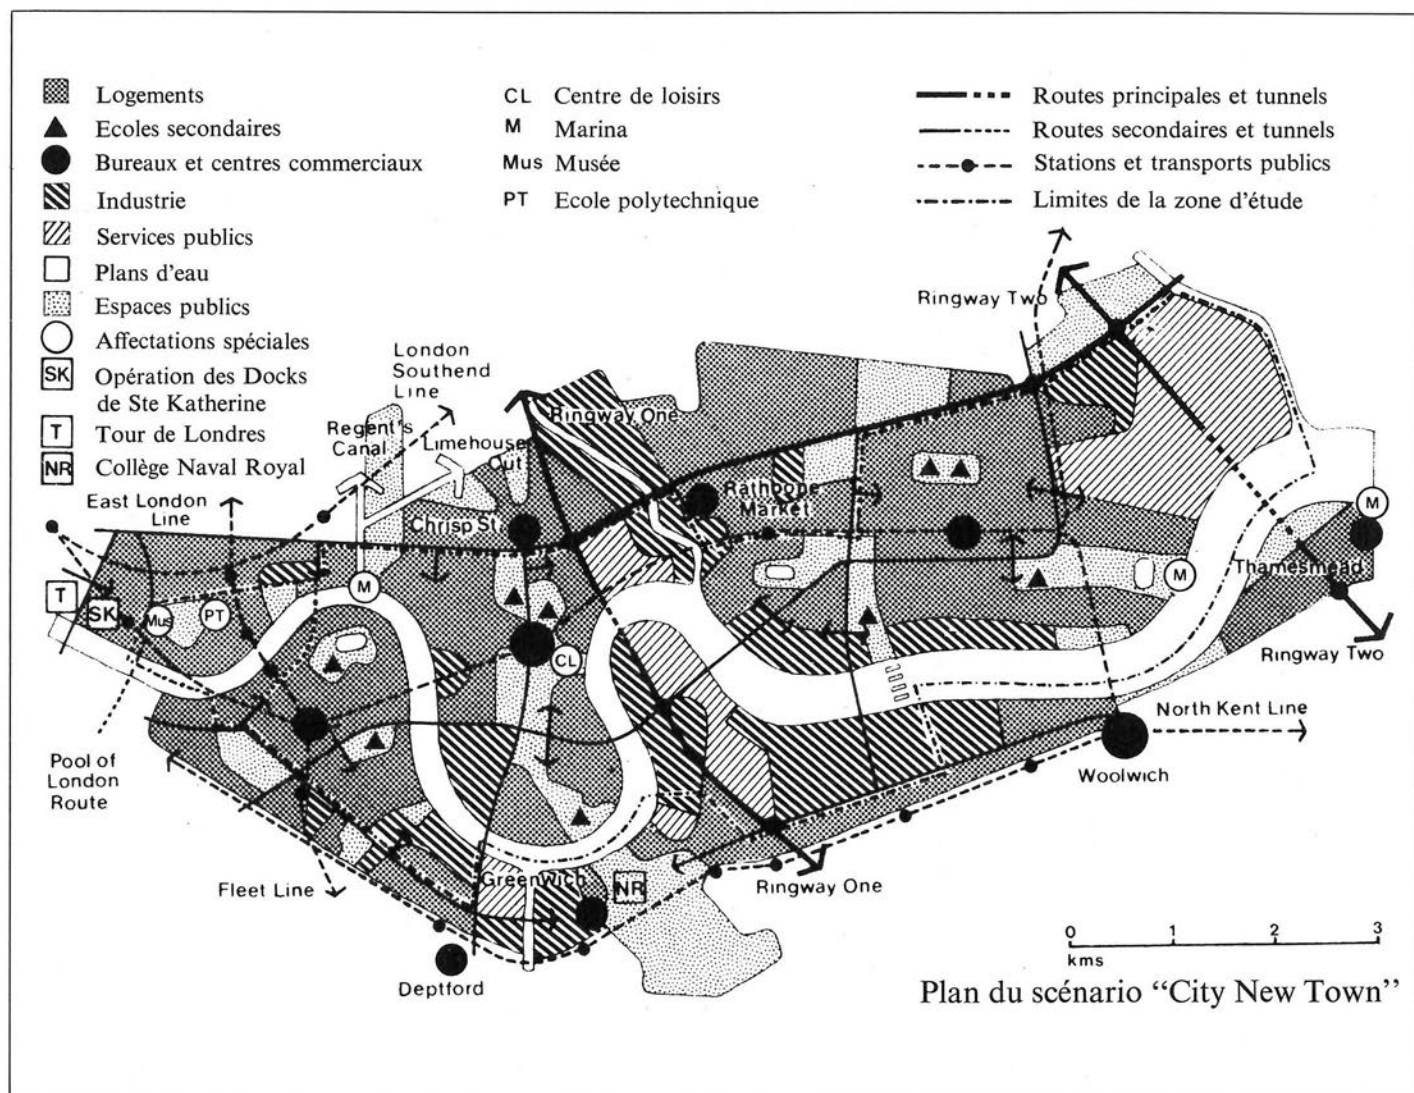 Logements
Ecoles secondaires
Bureaux et centres commerciaux
Industrie
Services publics
Plans d'eau
Espaces publics
Affectations spéciales
SK Opération des Docks
de Ste Katherine
T Tour de Londres
NR Collège Naval Royal
CL Centre de loisirs
M Marina
Mus Musée
PT Ecole polytechnique
Routes principales et tunnels
Routes secondaires et tunnels
Stations et transports publics
Limites de la zone d'étude
Ringway Two
London
Southend
Line
Regent's
Canal
Limehouse
Cut
Ringway One
East London
Line
Chrisp St.
Rathbone
Market
M
T
SK
Mus
PT
M
M
Thamesmead
CL
Ringway Two
North Kent Line
Pool of
London
Route
Woolwich
Fleet Line
Greenwich
NR
Ringway One
Deptford
0 1 2 3
kms
Plan du scénario “City New Town”